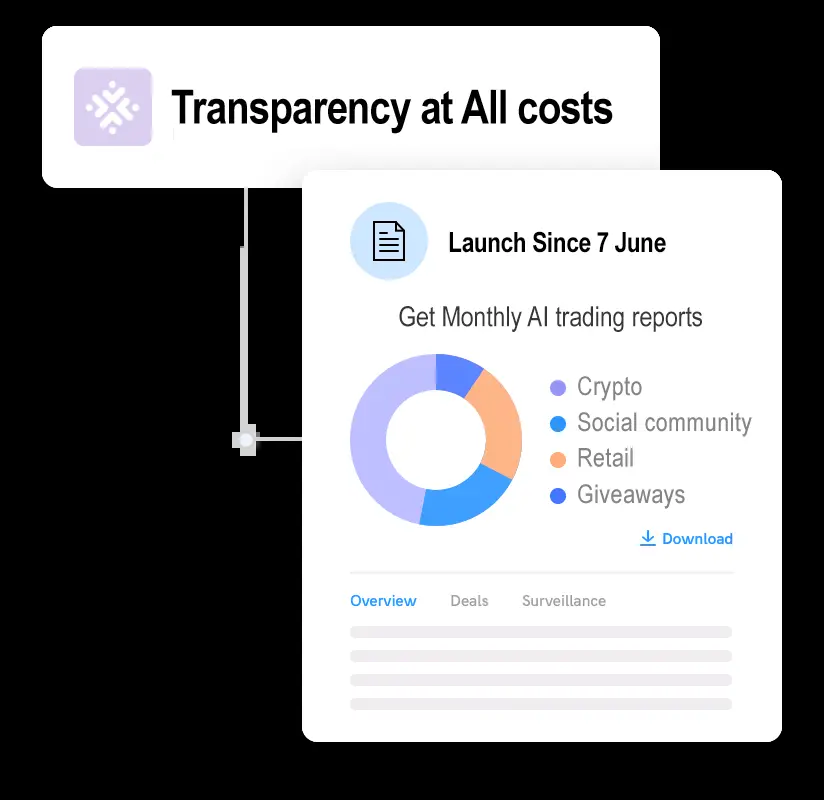 Transparency at All costs
Launch Since 7 June
Get Monthly AI trading reports
Crypto
Social community
Retail
Giveaways
Download
Overview Deals Surveillance